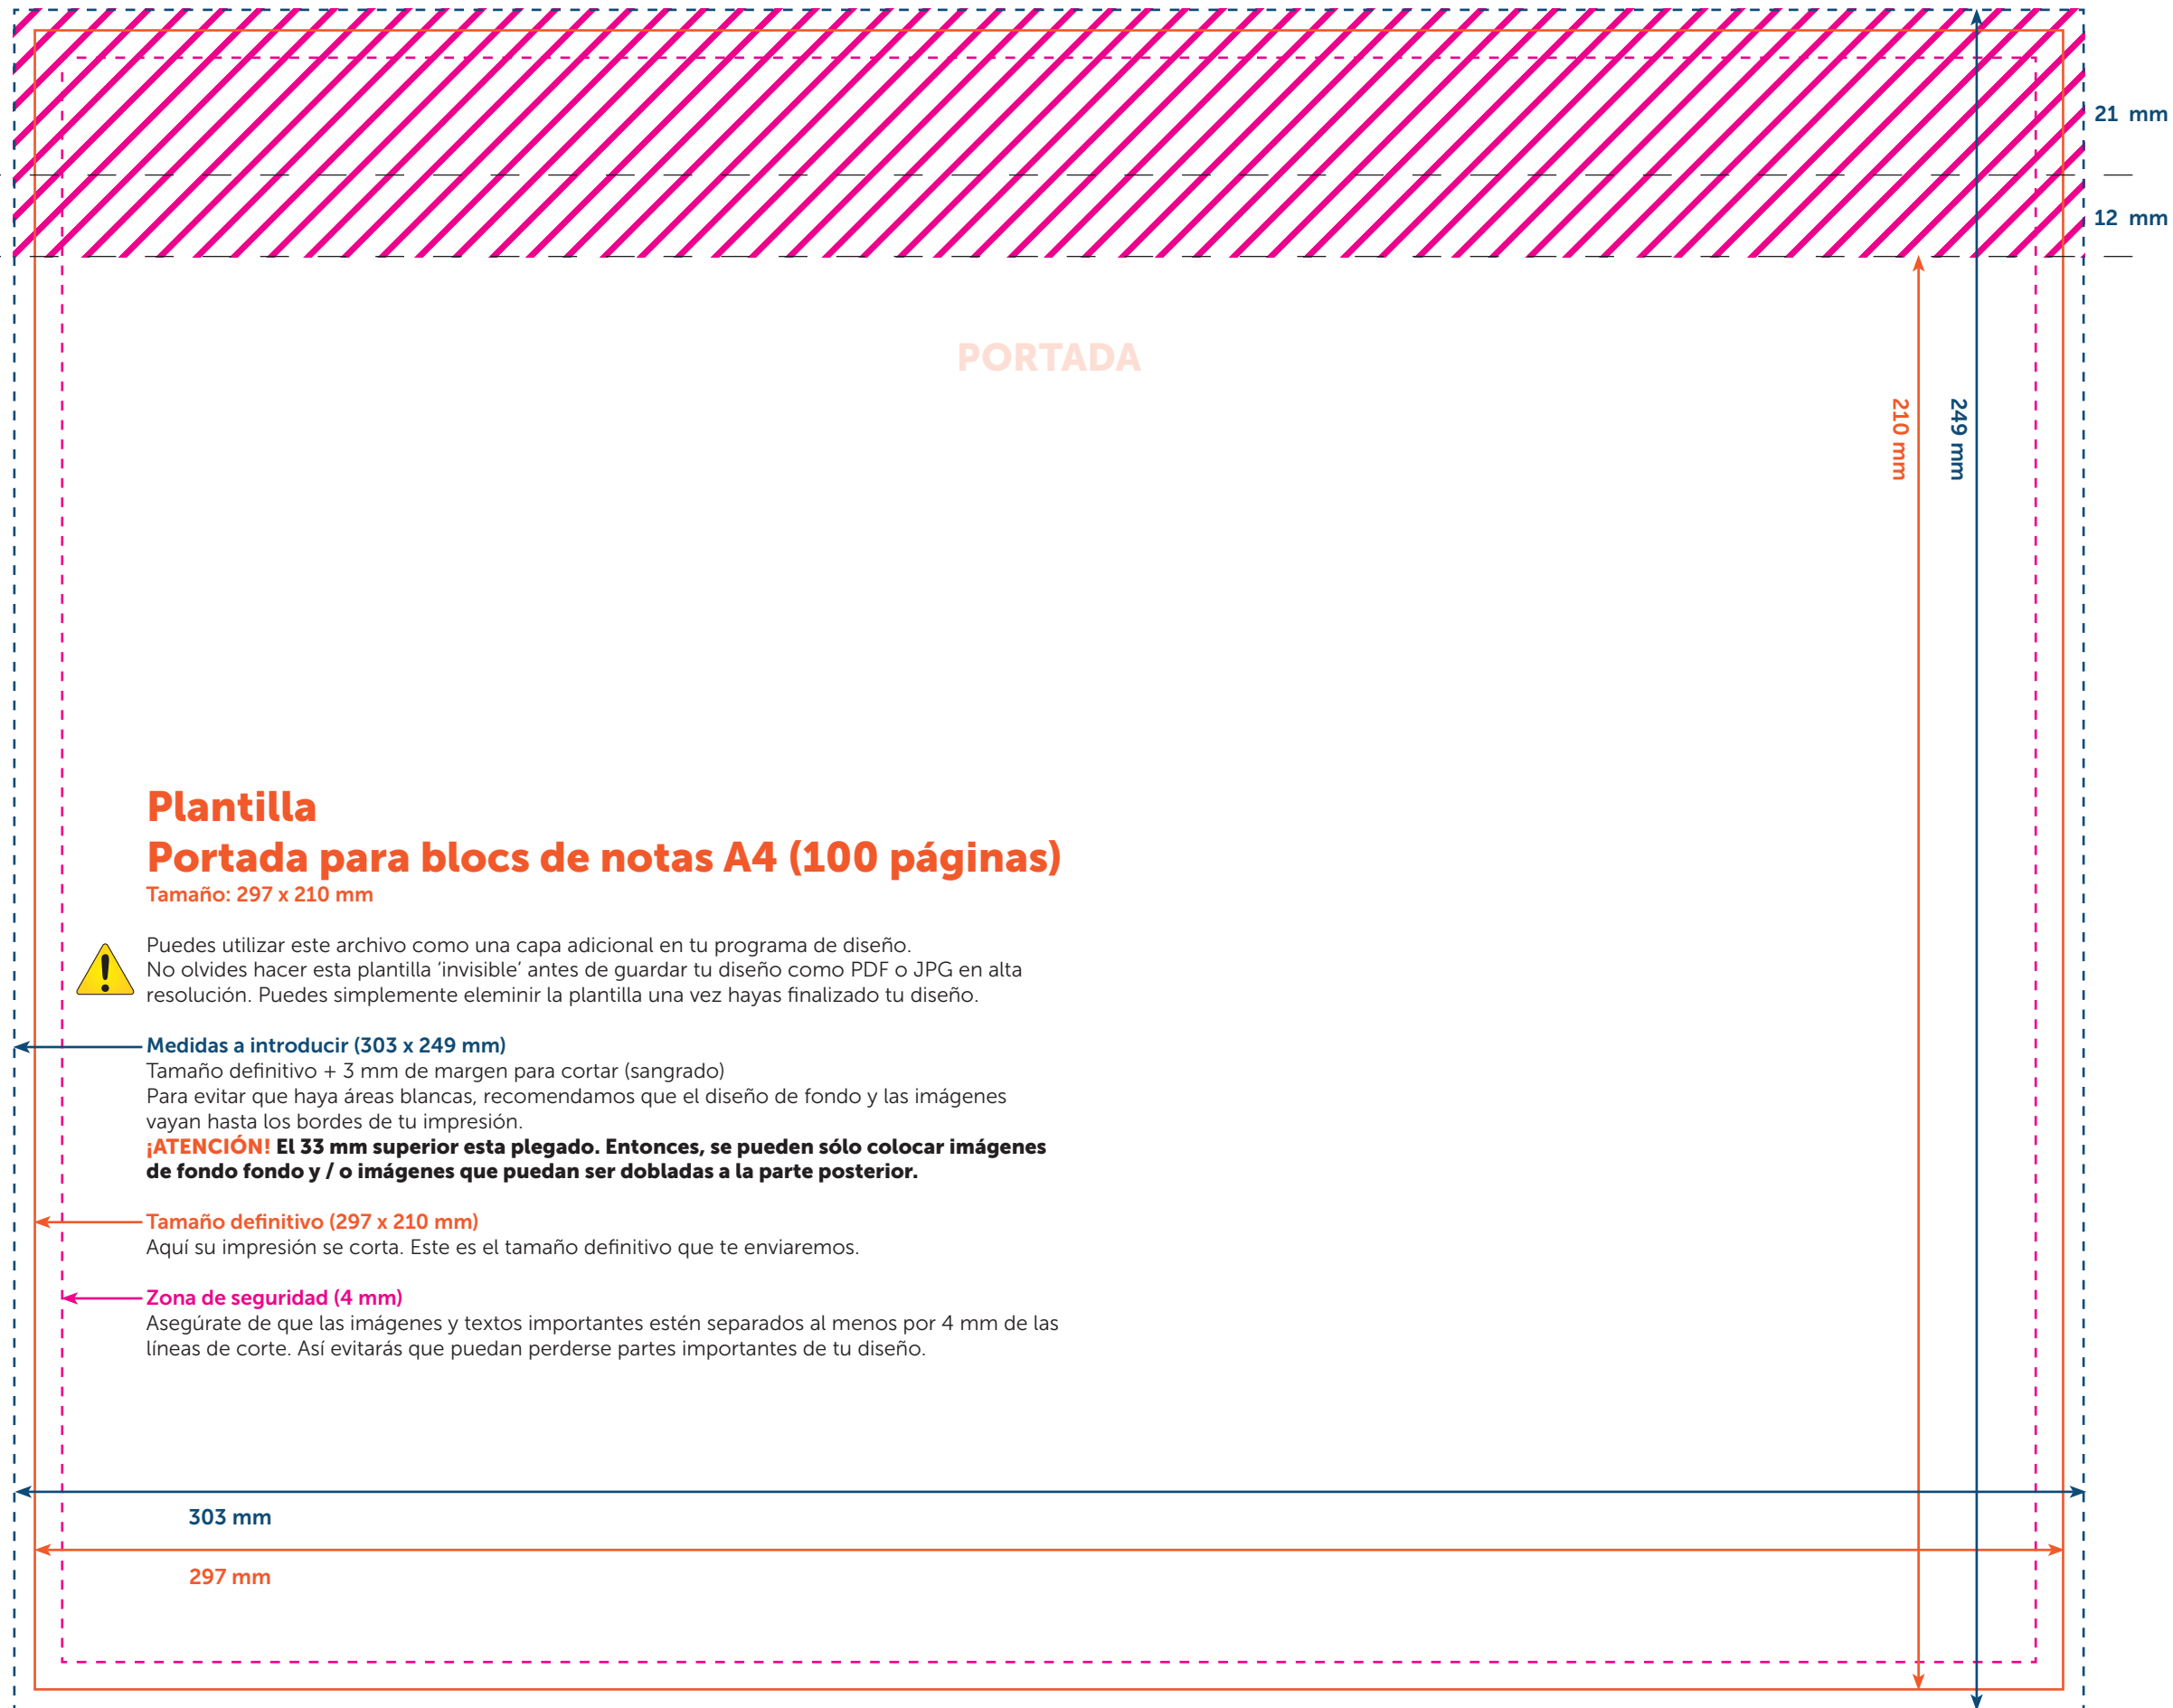 21 mm
12 mm
PORTADA
210 mm
249 mm
Plantilla
Portada para blocs de notas A4 (100 páginas)
Tamaño: 297 x 210 mm
Puedes utilizar este archivo como una capa adicional en tu programa de diseño.
No olvides hacer esta plantilla ‘invisible’ antes de guardar tu diseño como PDF o JPG en alta
resolución. Puedes simplemente eleminir la plantilla una vez hayas finalizado tu diseño.
Medidas a introducir (303 x 249 mm)
Tamaño definitivo + 3 mm de margen para cortar (sangrado)
Para evitar que haya áreas blancas, recomendamos que el diseño de fondo y las imágenes
vayan hasta los bordes de tu impresión.
¡ATENCIÓN! El 33 mm superior esta plegado. Entonces, se pueden sólo colocar imágenes
de fondo fondo y / o imágenes que puedan ser dobladas a la parte posterior.
Tamaño definitivo (297 x 210 mm)
Aquí su impresión se corta. Este es el tamaño definitivo que te enviaremos.
Zona de seguridad (4 mm)
Asegúrate de que las imágenes y textos importantes estén separados al menos por 4 mm de las
líneas de corte. Así evitarás que puedan perderse partes importantes de tu diseño.
303 mm
297 mm